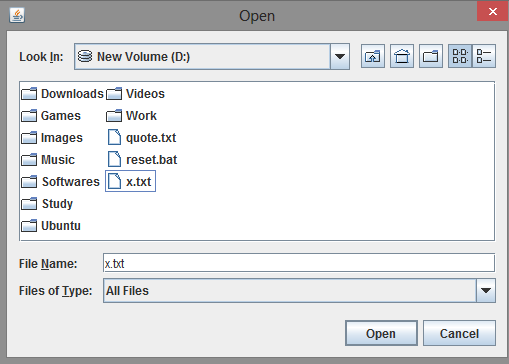 Open
Look In: New Volume (D:)
Downloads Videos
Games Work
Images quote.txt
Music reset.bat
Softwares x.txt
Study
Ubuntu
File Name: x.txt
Files of Type: All Files
Open Cancel